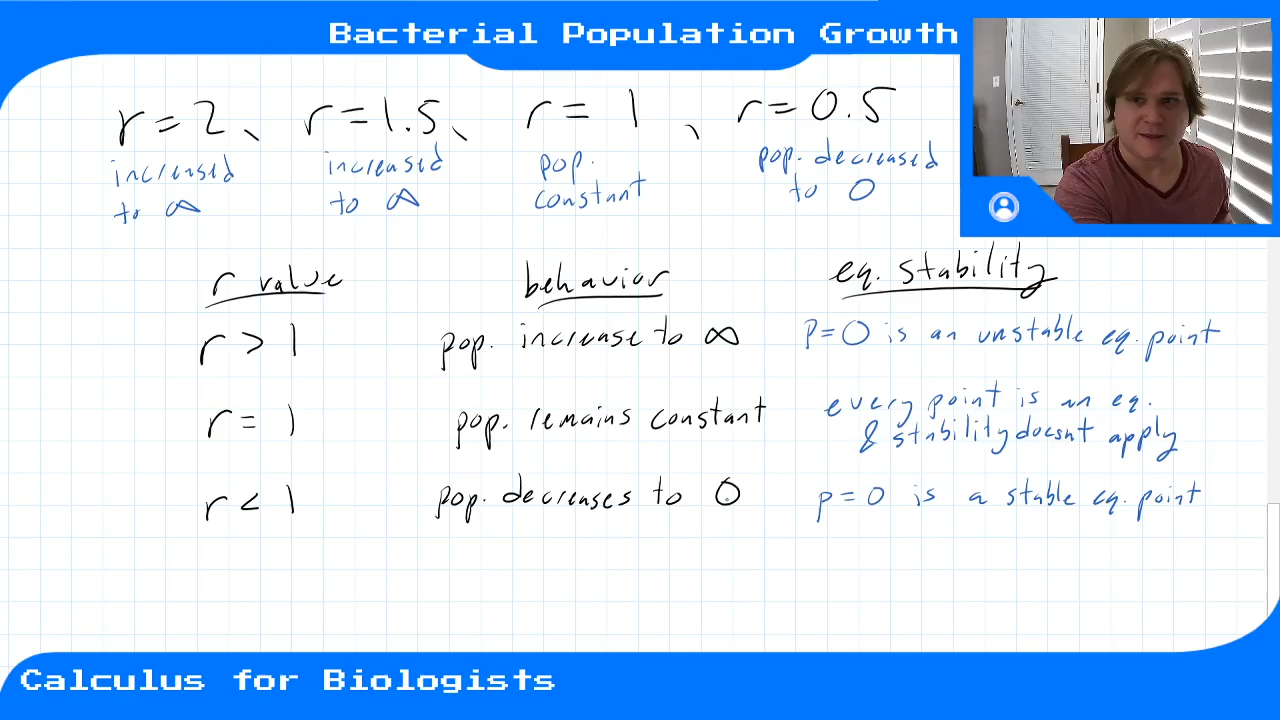 Bacterial Population Growth
r=2, r=1.5, r=1, r=0.5
increased increased pop. pop. decreased
to ∞ to ∞ constant to 0
r value behavior eq. stability
r > 1 pop. increase to ∞ p=0 is an unstable eq. point
r = 1 pop. remains constant every point is an eq.
& stability doesnt apply
r < 1 pop. decreases to 0 p=0 is a stable eq. point
Calculus for Biologists